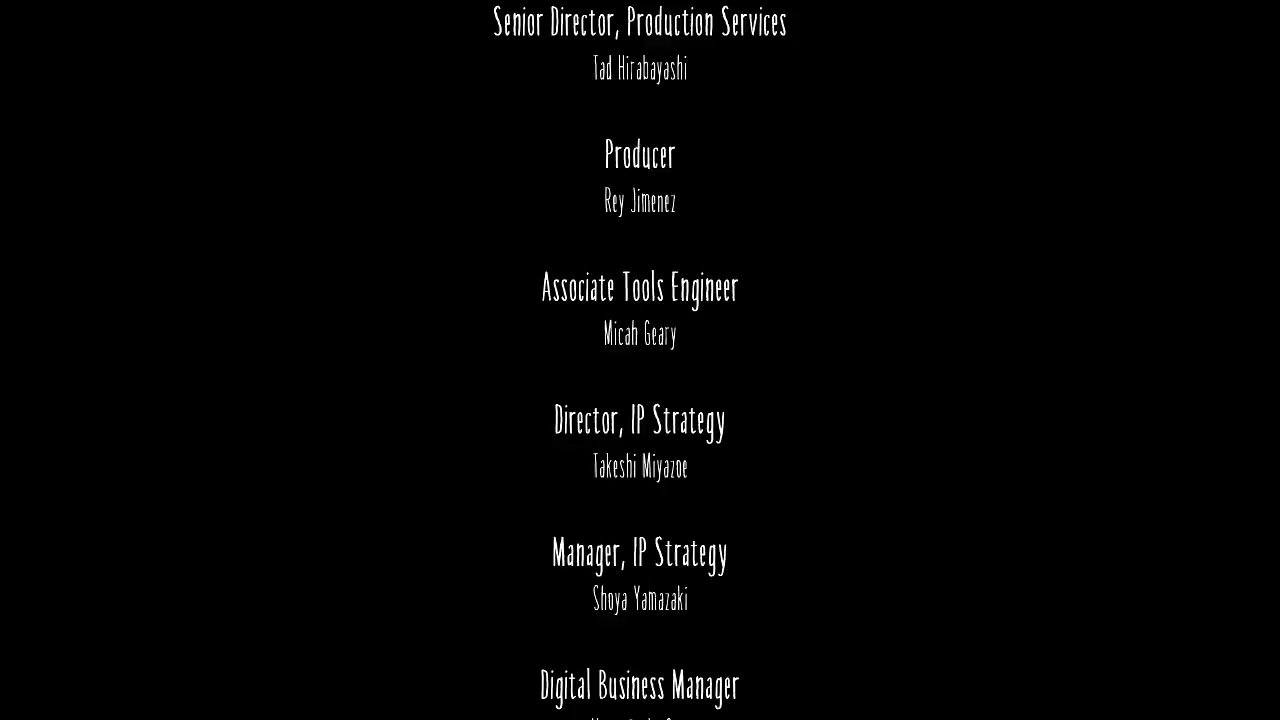 Senior Director, Production Services
Tad Hirabayashi
Producer
Rey Jimenez
Associate Tools Engineer
Micah Geary
Director, IP Strategy
Takeshi Miyazoe
Manager, IP Strategy
Shoya Yamazaki
Digital Business Manager